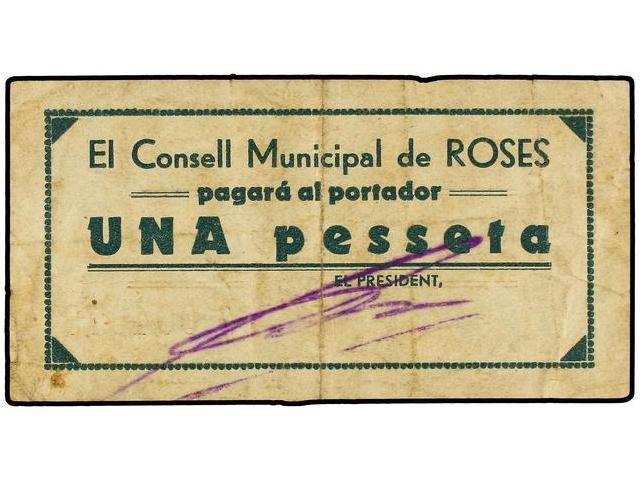 El Consell Municipal de ROSES
pagará al portador
UNA pesseta
EL PRESIDENT,